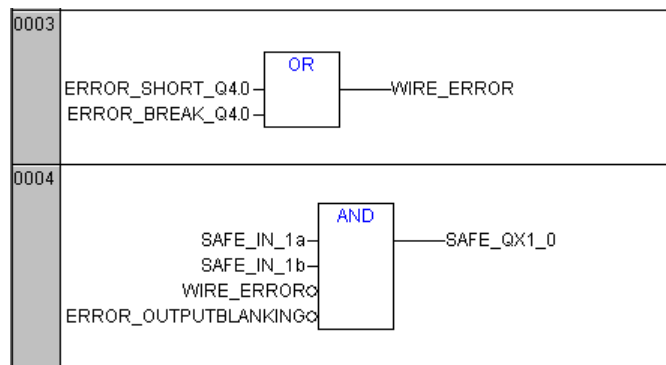 0003
OR
ERROR_SHORT_Q4.0
WIRE_ERROR
ERROR_BREAK_Q4.0
0004
AND
SAFE_IN_1a
SAFE_QX1_0
SAFE_IN_1b
WIRE_ERROR
ERROR_OUTPUTBLANKING